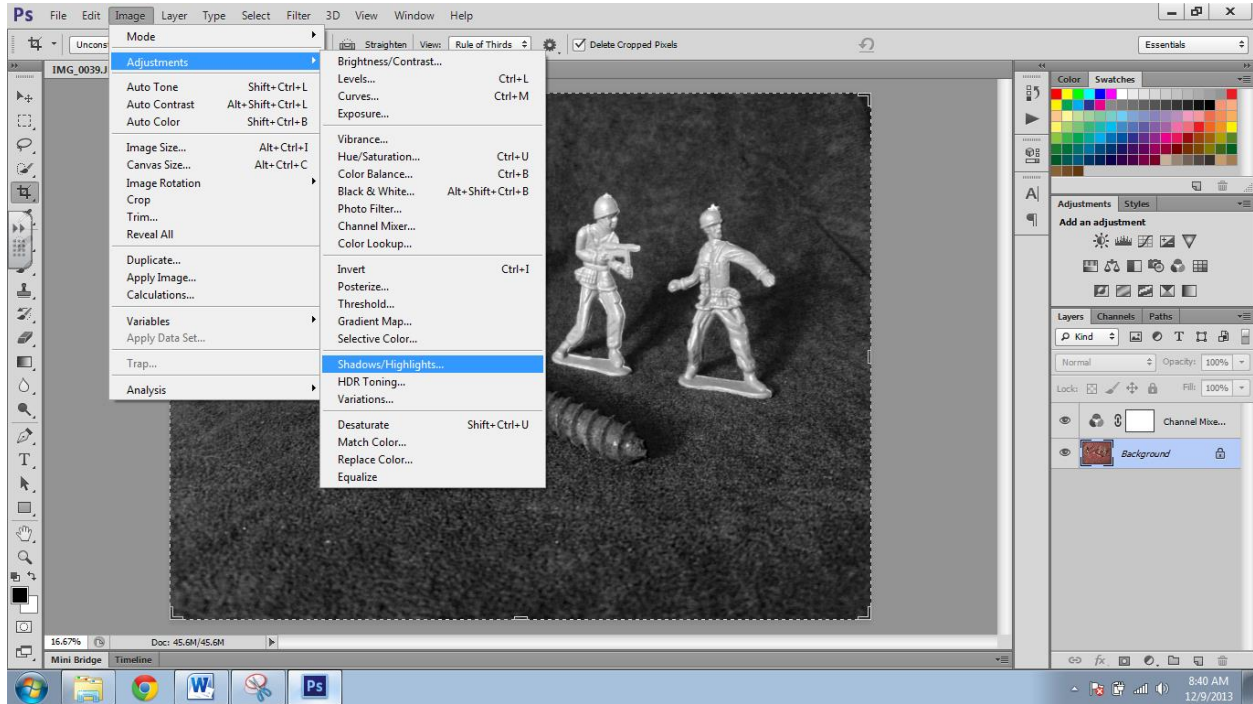 Ps File Edit Image Layer Type Select Filter 3D View Window Help
Straighten View: Rule of Thirds Delete Cropped Pixels Essentials
IMG_0039.J
Mode
Adjustments
Auto Tone Shift+Ctrl+L
Auto Contrast Alt+Shift+Ctrl+L
Auto Color Shift+Ctrl+B
Image Size... Alt+Ctrl+I
Canvas Size... Alt+Ctrl+C
Image Rotation
Crop
Trim...
Reveal All
Duplicate...
Apply Image...
Calculations...
Variables
Apply Data Set...
Trap...
Analysis
Brightness/Contrast...
Levels... Ctrl+L
Curves... Ctrl+M
Exposure...
Vibrance...
Hue/Saturation... Ctrl+U
Color Balance... Ctrl+B
Black & White... Alt+Shift+Ctrl+B
Photo Filter...
Channel Mixer...
Color Lookup...
Invert Ctrl+I
Posterize...
Threshold...
Gradient Map...
Selective Color...
Shadows/Highlights...
HDR Toning...
Variations...
Desaturate Shift+Ctrl+U
Match Color...
Replace Color...
Equalize
Color Swatches
Adjustments Styles
Add an adjustment
Layers Channels Paths
Kind
Normal Opacity: 100%
Lock: Fill: 100%
Channel Mixe...
Background
16.67% Doc: 45.6M/45.6M
Mini Bridge Timeline
Ps
8:40 AM
12/9/2013